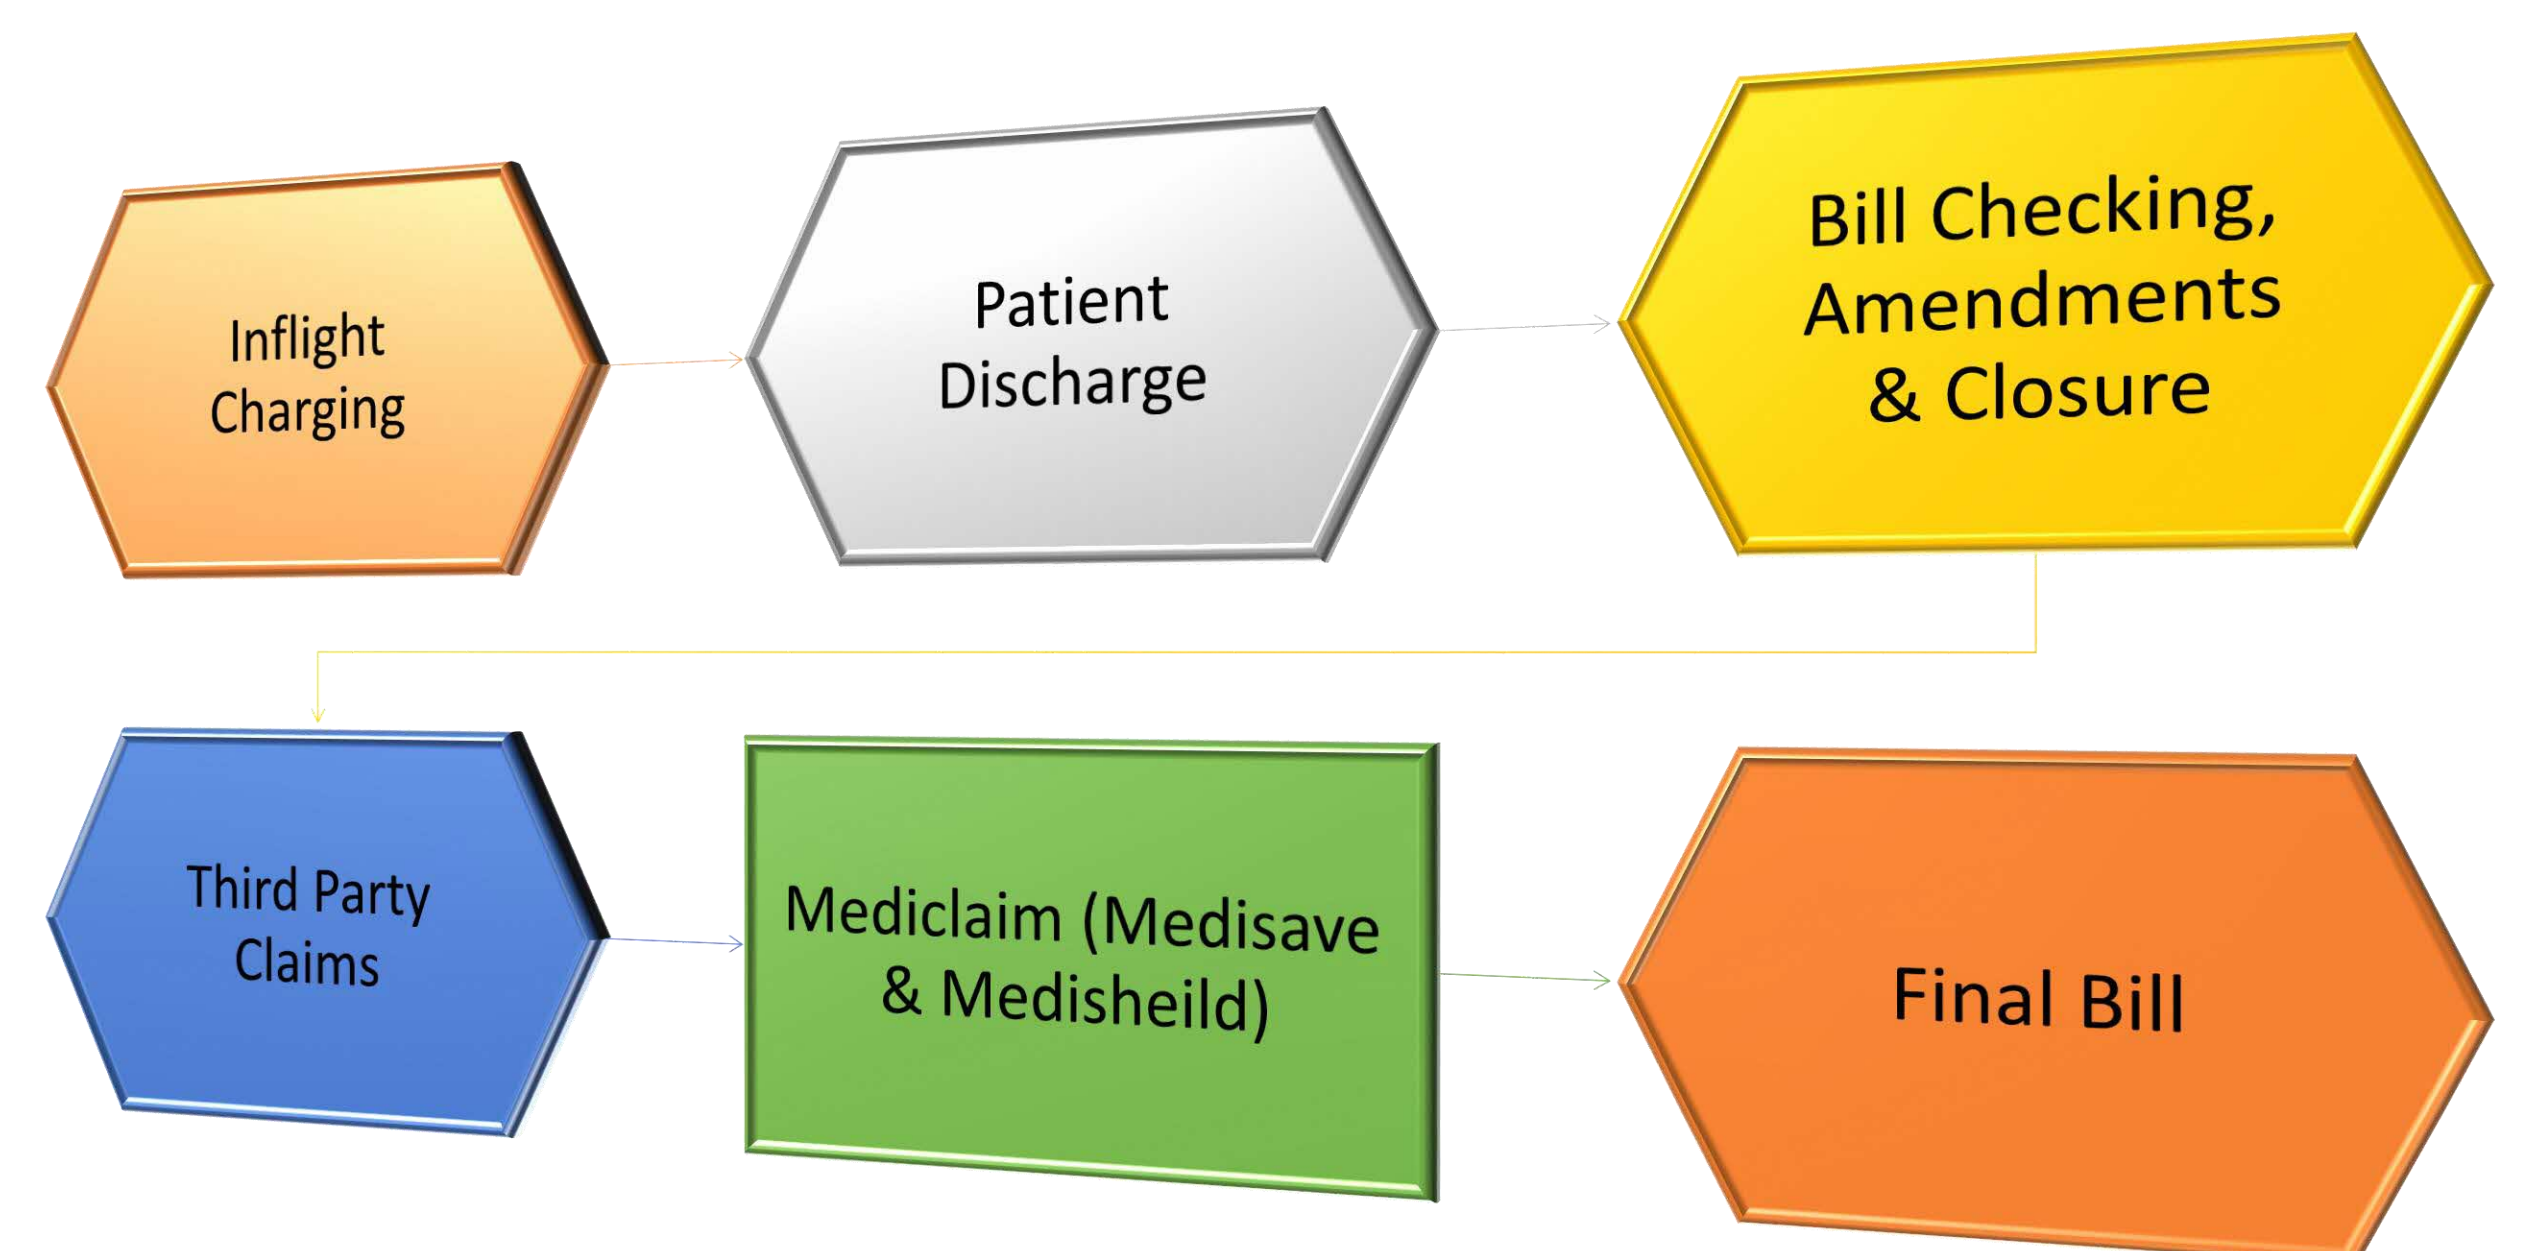 Inflight
Charging
Patient
Discharge
Bill Checking,
Amendments
& Closure
Third Party
Claims
Mediclaim (Medisave
& Medisheild)
Final Bill